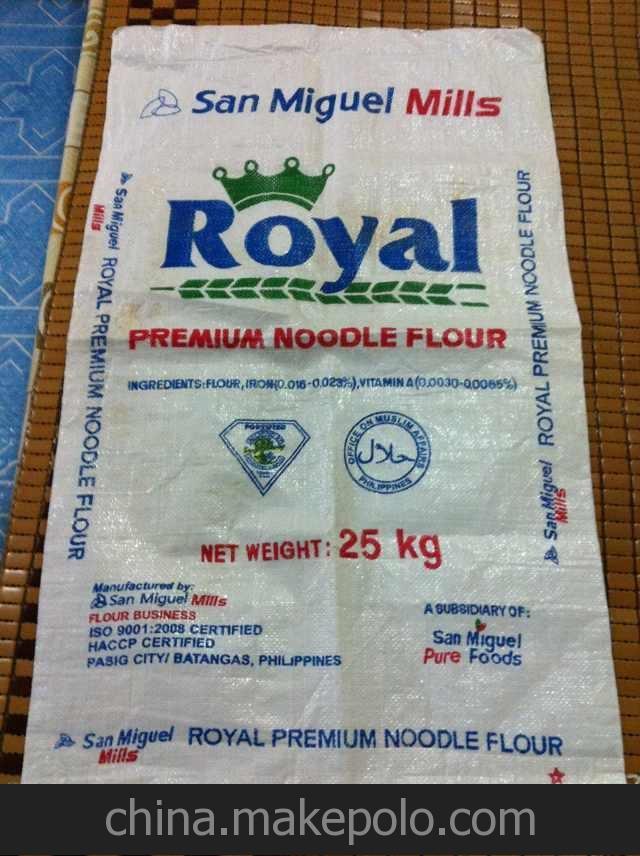 San Miguel Mills
Royal
PREMIUM NOODLE FLOUR
INGREDIENTS:FLOUR, IRON(0.016-0.023%),VITAMIN A (0.0030-0.0065%)
FORTIFIED
OFFICE ON MUSLIM AFFAIRS
حلال
PHILIPPINES
NET WEIGHT: 25 kg
Manufactured by:
San Miguel Mills
FLOUR BUSINESS
ISO 9001:2008 CERTIFIED
HACCP CERTIFIED
PASIG CITY/ BATANGAS, PHILIPPINES
A SUBSIDIARY OF:
San Miguel
Pure Foods
San Miguel Mills ROYAL PREMIUM NOODLE FLOUR
San Miguel Mills ROYAL PREMIUM NOODLE FLOUR
San Miguel Mills ROYAL PREMIUM NOODLE FLOUR
china.makepolo.com